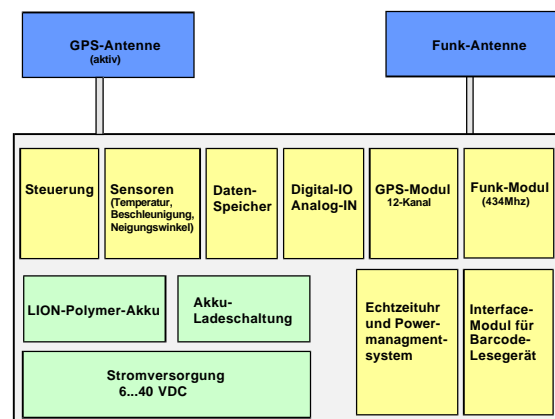 GPS-Antenne
(aktiv)
Funk-Antenne
Steuerung
Sensoren
(Temperatur,
Beschleunigung,
Neigungswinkel)
Daten-
Speicher
Digital-IO
Analog-IN
GPS-Modul
12-Kanal
Funk-Modul
(434Mhz)
LION-Polymer-Akku
Akku-
Ladeschaltung
Echtzeituhr
und Power-
managment-
system
Interface-
Modul für
Barcode-
Lesegerät
Stromversorgung
6...40 VDC